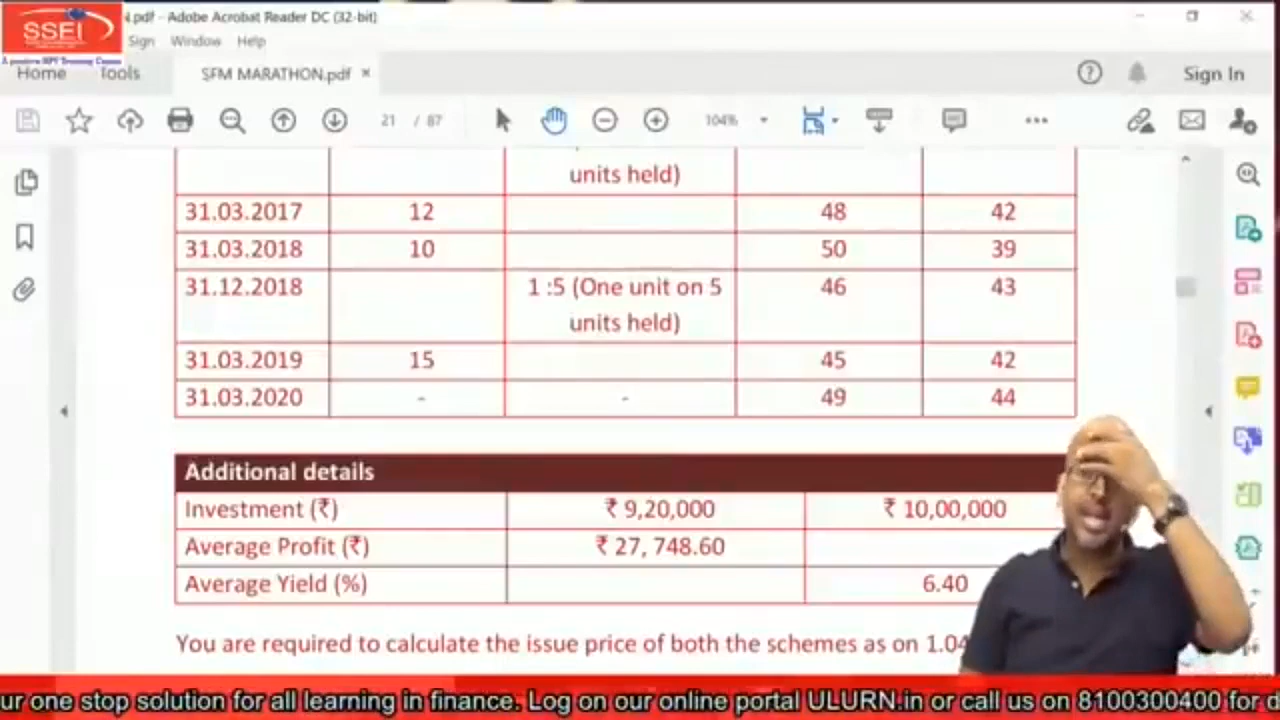 SSEI
.pdf - Adobe Acrobat Reader DC (32-bit)
Sign Window Help
Home Tools SFM MARATHON.pdf × Sign In
21 / 87 104%
units held)
31.03.2017 12 48 42
31.03.2018 10 50 39
31.12.2018 1 :5 (One unit on 5 46 43
units held)
31.03.2019 15 45 42
31.03.2020 - - 49 44
Additional details
Investment (₹) ₹ 9,20,000 ₹ 10,00,000
Average Profit (₹) ₹ 27, 748.60
Average Yield (%) 6.40
You are required to calculate the issue price of both the schemes as on 1.04
ur one stop solution for all learning in finance. Log on our online portal ULURN.in or call us on 8100300400 for d